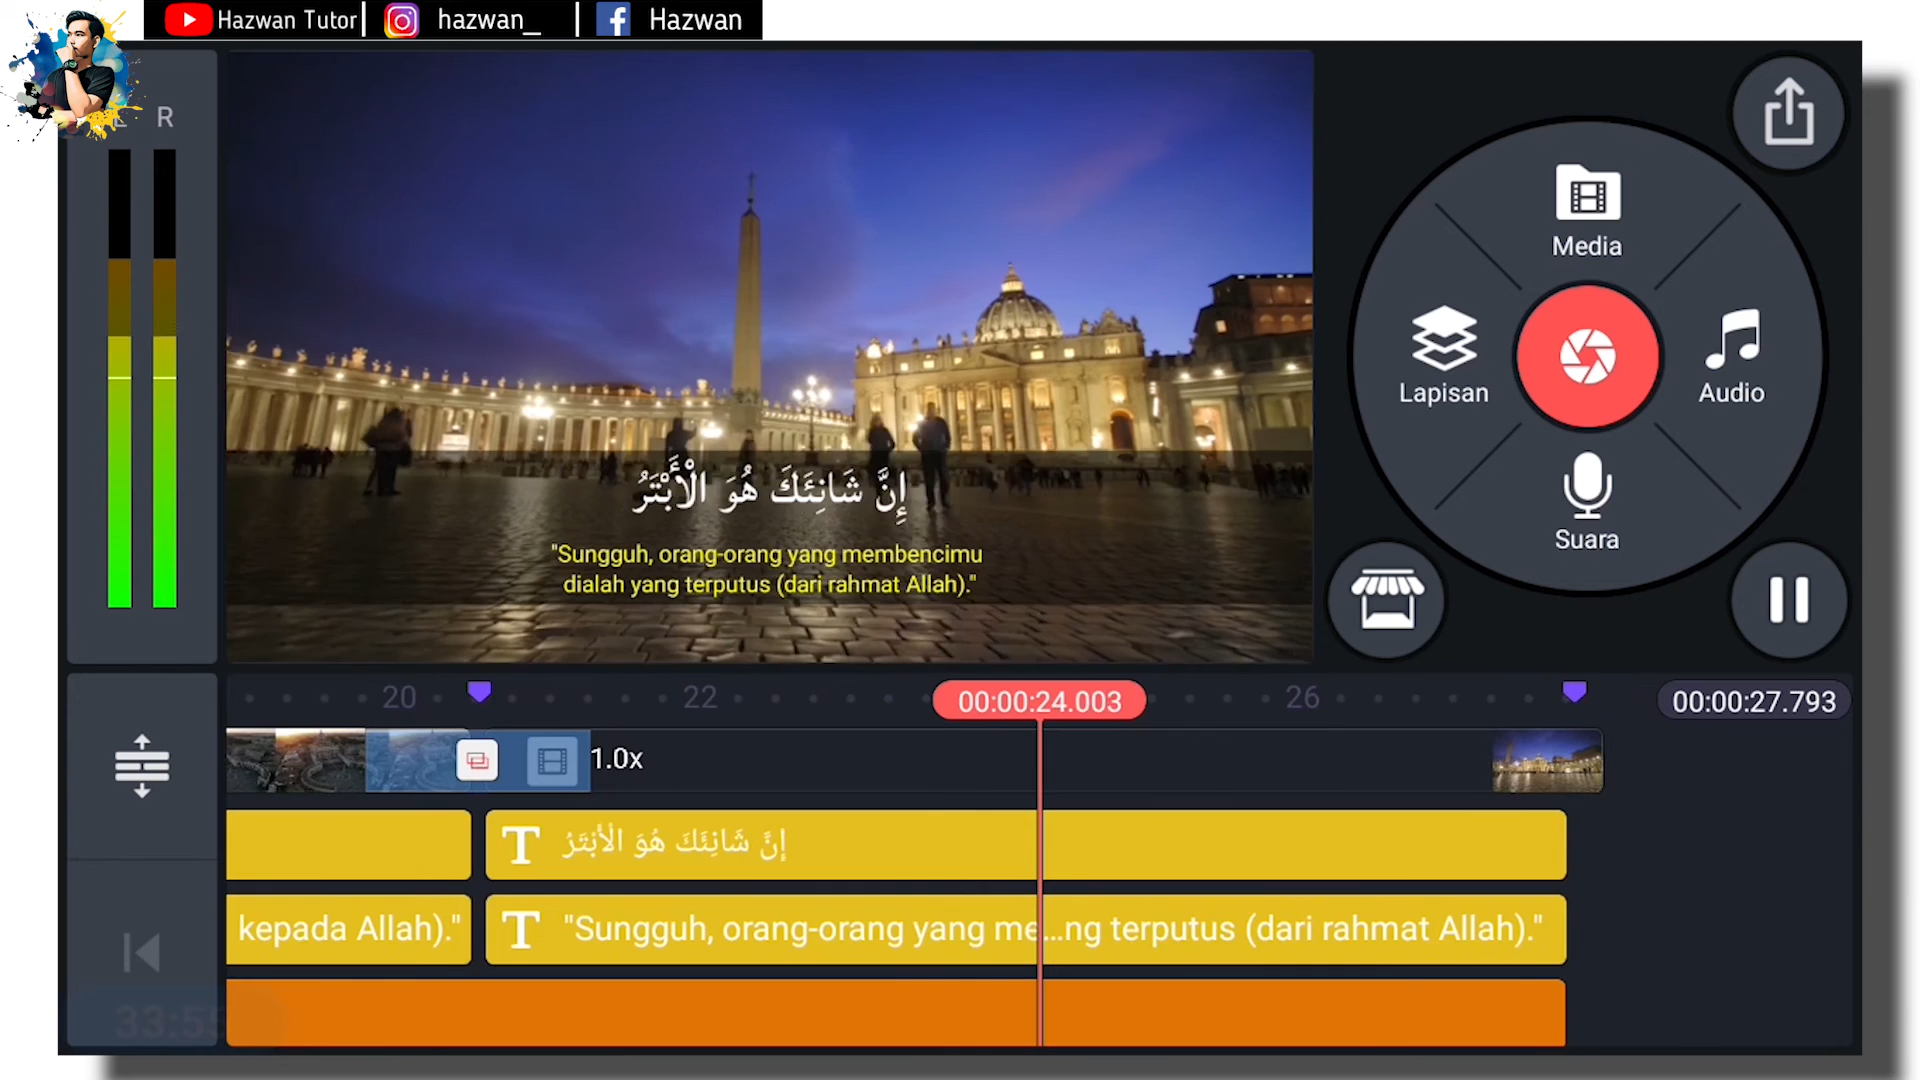 Hazwan Tutor
hazwan_
Hazwan
L R
إِنَّ شَانِئَكَ هُوَ الْأَبْتَرُ
"Sungguh, orang-orang yang membencimu
dialah yang terputus (dari rahmat Allah)."
Media
Lapisan
Audio
Suara
20
22
00:00:24.003
26
00:00:27.793
1.0x
إِنَّ شَانِئَكَ هُوَ الْأَبْتَرُ
kepada Allah)."
"Sungguh, orang-orang yang me...ng terputus (dari rahmat Allah)."